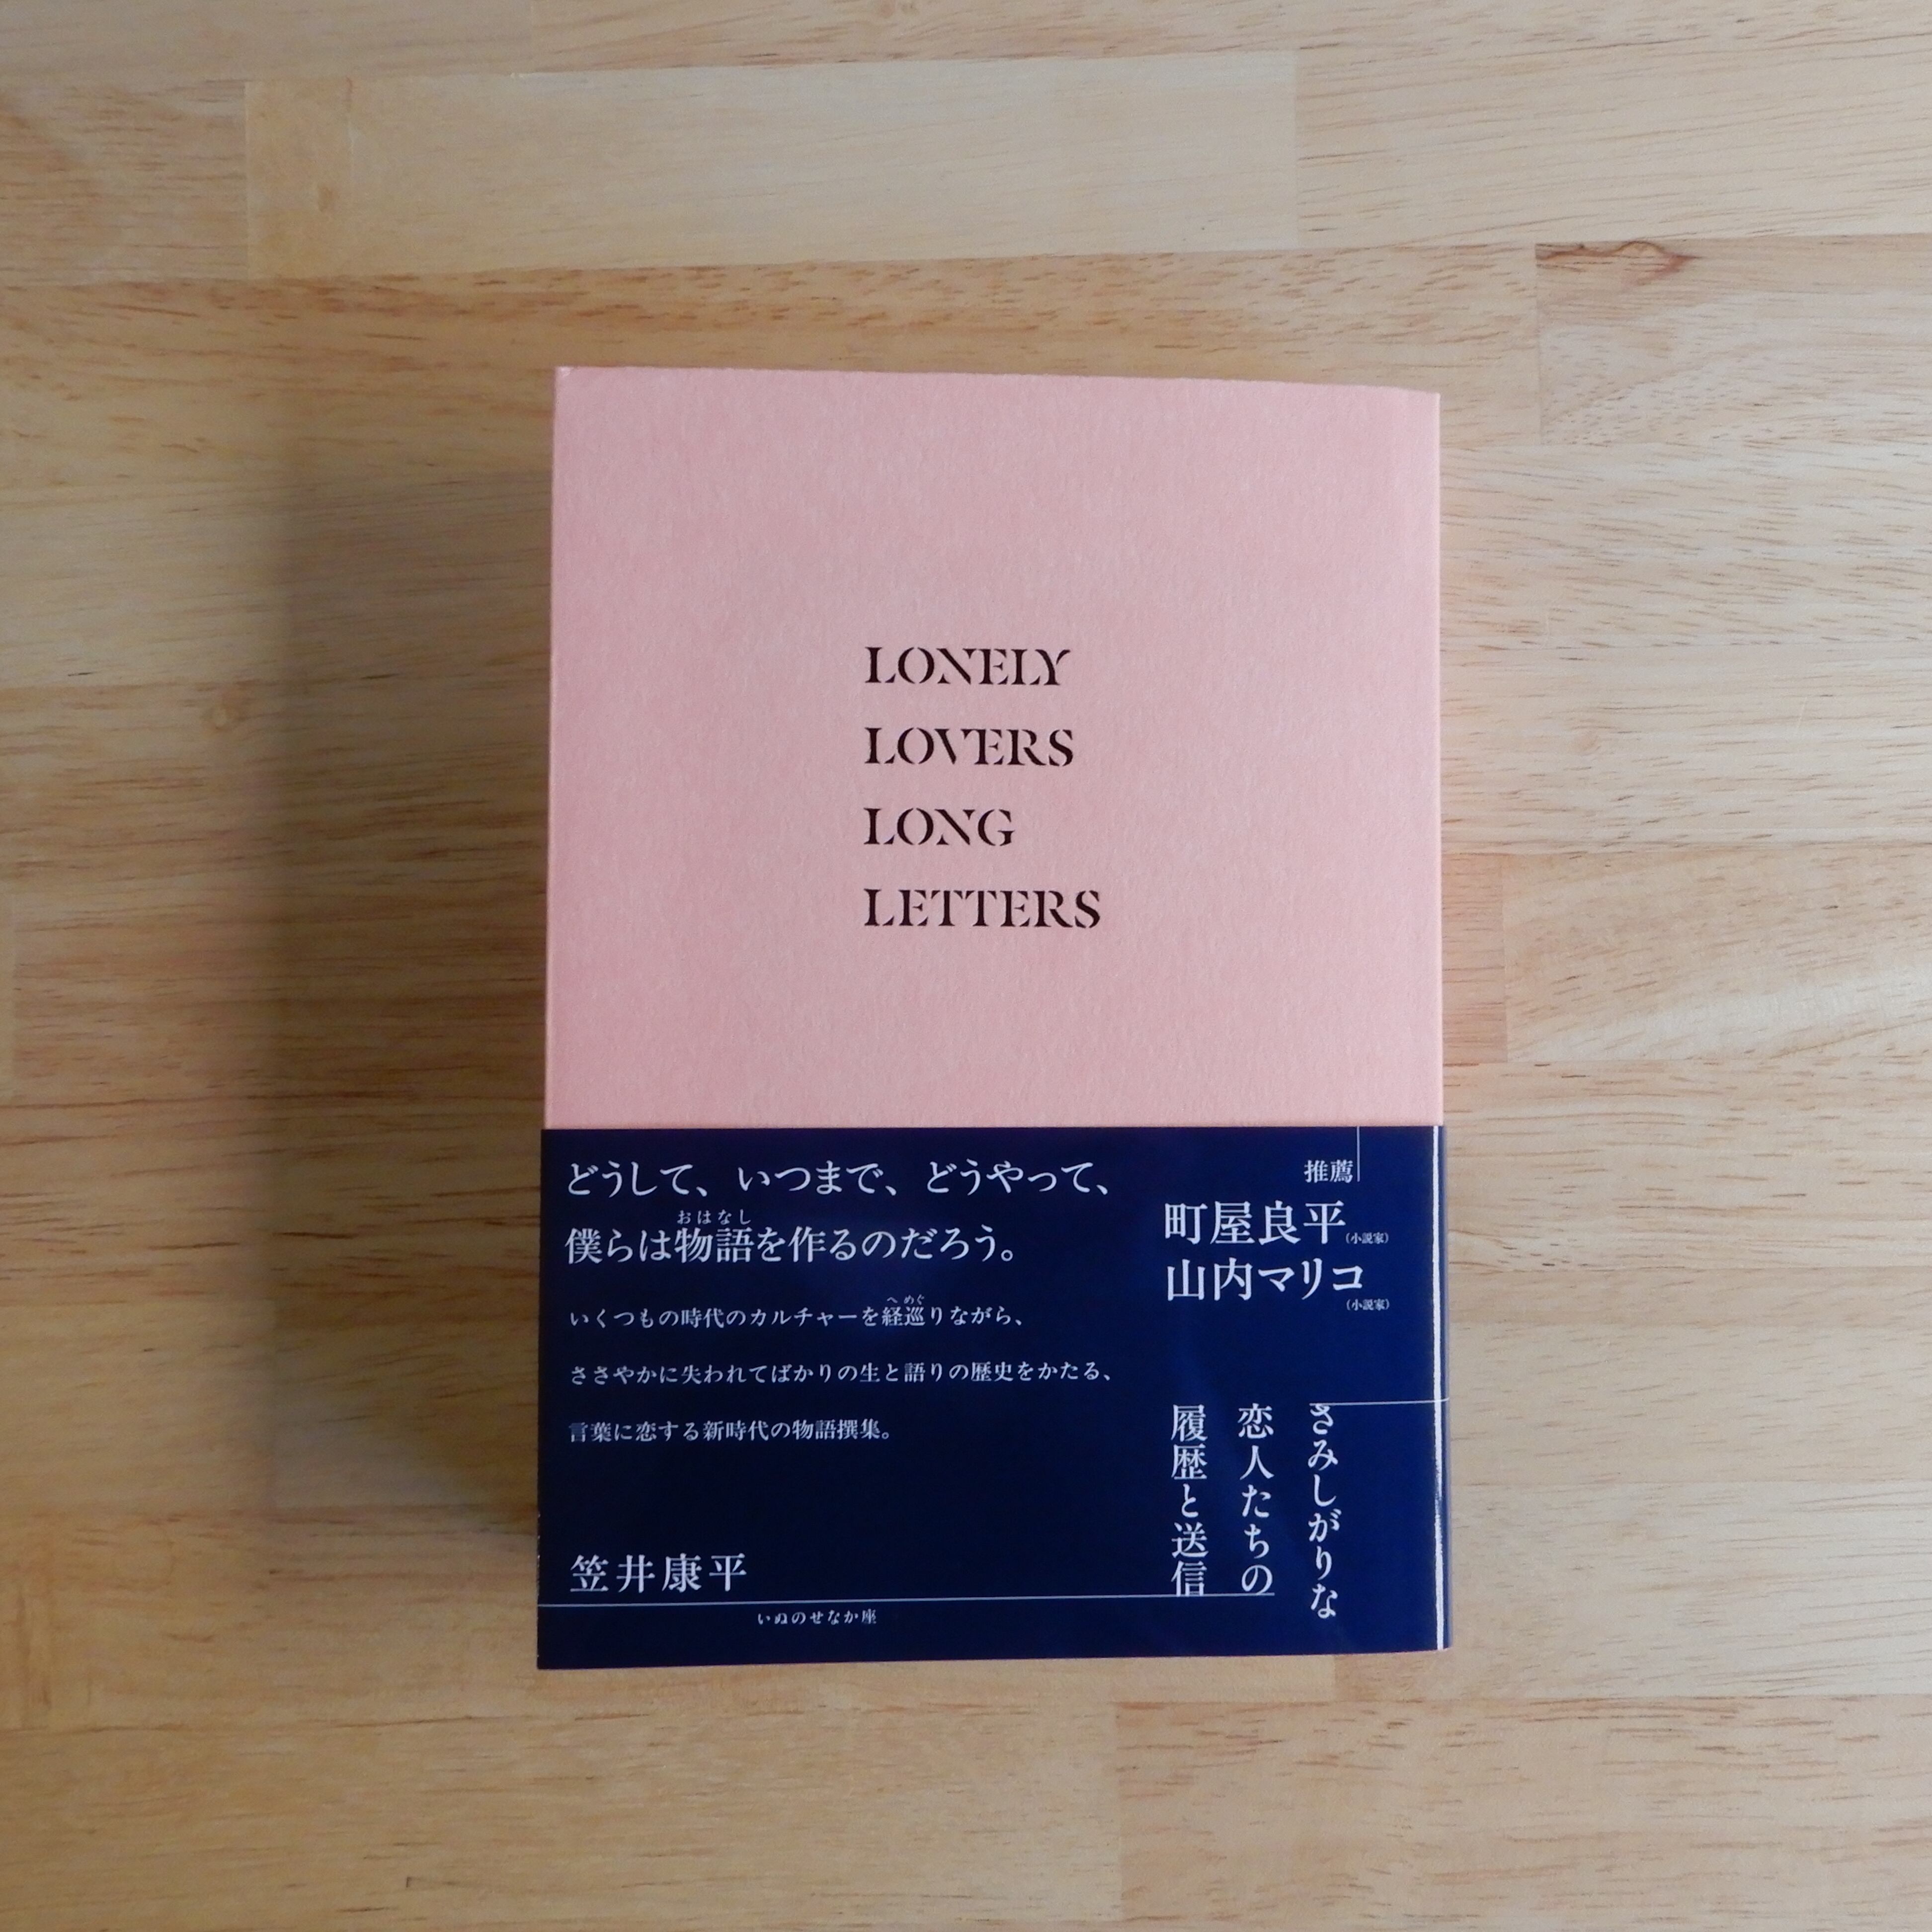 LONELY
LOVERS
LONG
LETTERS
どうして、いつまで、どうやって、
おはなし
僕らは物語を作るのだろう。
へめぐ
いくつもの時代のカルチャーを経巡りながら、
ささやかに失われてばかりの生と語りの歴史をかたる、
言葉に恋する新時代の物語撰集。
推薦
町屋良平(小説家)
山内マリコ
(小説家)
さみしがりな
恋人たちの
履歴と送信
笠井康平
いぬのせなか座